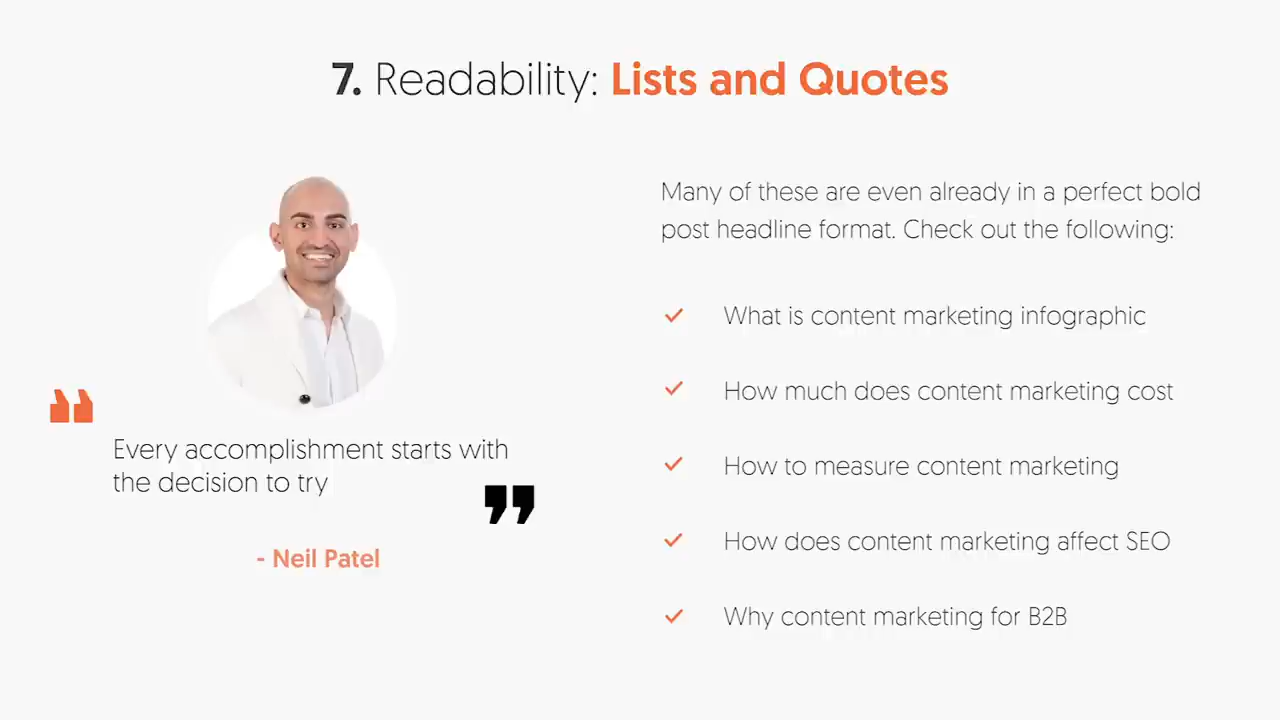 7. Readability: Lists and Quotes
“
Every accomplishment starts with
the decision to try
”
- Neil Patel
Many of these are even already in a perfect bold
post headline format. Check out the following:
What is content marketing infographic
How much does content marketing cost
How to measure content marketing
How does content marketing affect SEO
Why content marketing for B2B